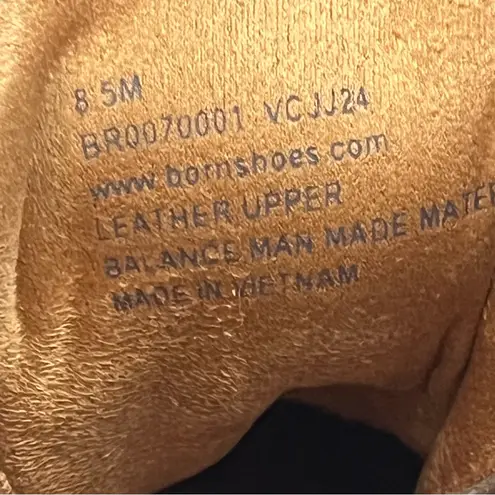 8 5M
BR0070001 VCJJ24
www.bornshoes.com
LEATHER UPPER
BALANCE MAN MADE MATE
MADE IN VIETNAM